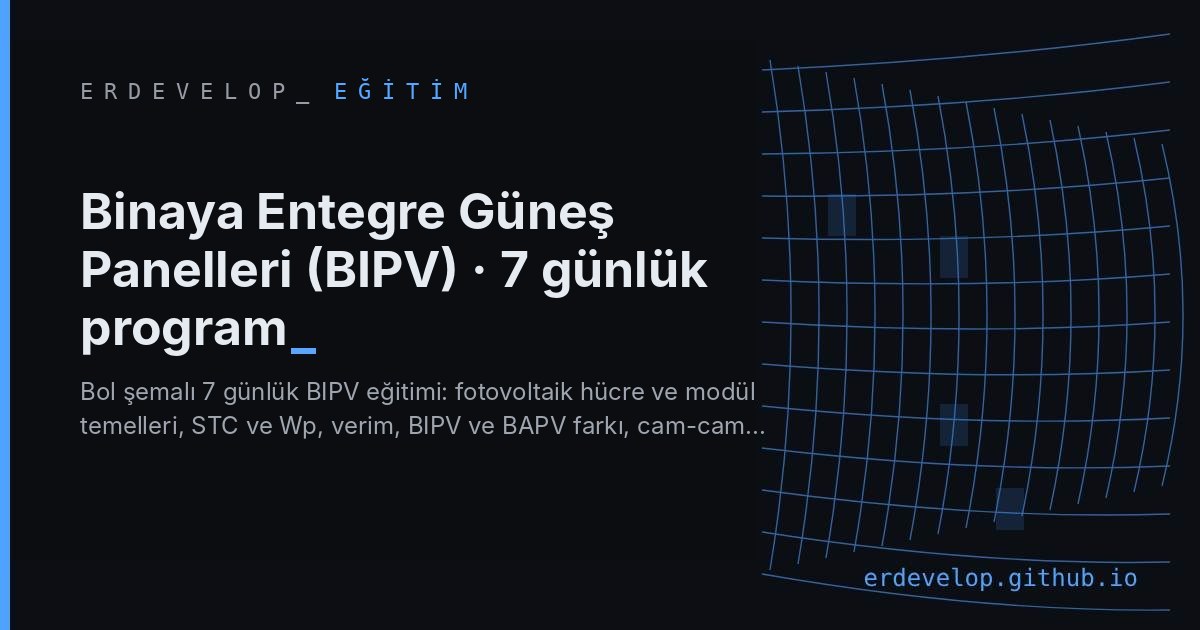 ERDEVELOP_ EĞİTİM
Binaya Entegre Güneş
Panelleri (BIPV) · 7 günlük
program_
Bol şemalı 7 günlük BIPV eğitimi: fotovoltaik hücre ve modül
temelleri, STC ve Wp, verim, BIPV ve BAPV farkı, cam-cam...
erdevelop.github.io